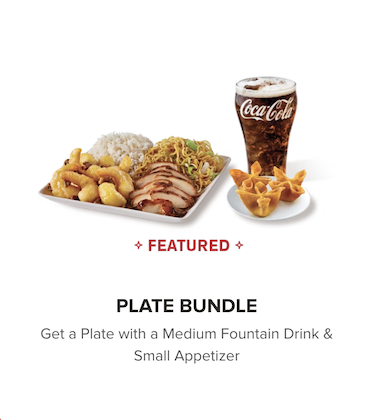 Coca-Cola
✧ FEATURED ✧
PLATE BUNDLE
Get a Plate with a Medium Fountain Drink &
Small Appetizer